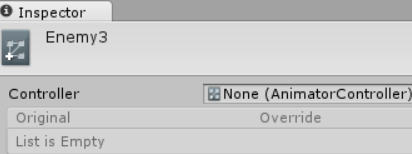 Inspector
Enemy3
Controller None (AnimatorController)
Original Override
List is Empty